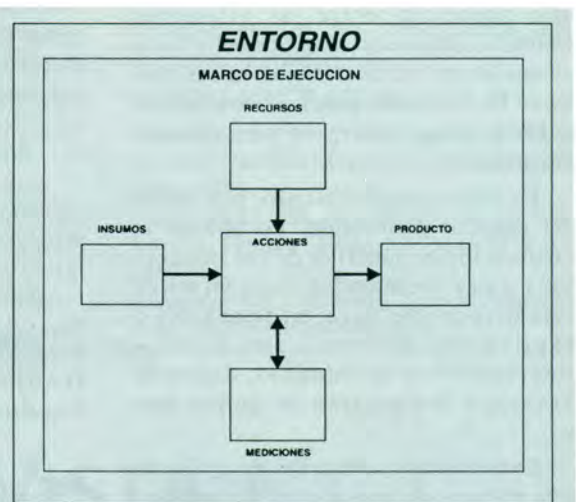 ENTORNO
MARCO DE EJECUCION
RECURSOS
INSUMOS
ACCIONES
PRODUCTO
MEDICIONES